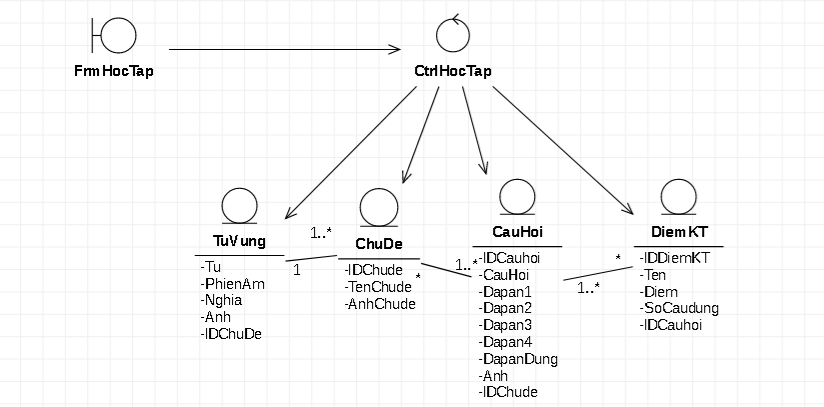 FrmHocTap
CtrlHocTap
TuVung
-Tu
-PhienAm
-Nghia
-Anh
-IDChuDe
1..*
1
ChuDe
-IDChude
-TenChude
-AnhChude
*
1..*
CauHoi
-IDCauhoi
-CauHoi
-Dapan1
-Dapan2
-Dapan3
-Dapan4
-DapanDung
-Anh
-IDChude
*
1..*
DiemKT
-IDDiemKT
-Ten
-Diem
-SoCaudung
-IDCauhoi